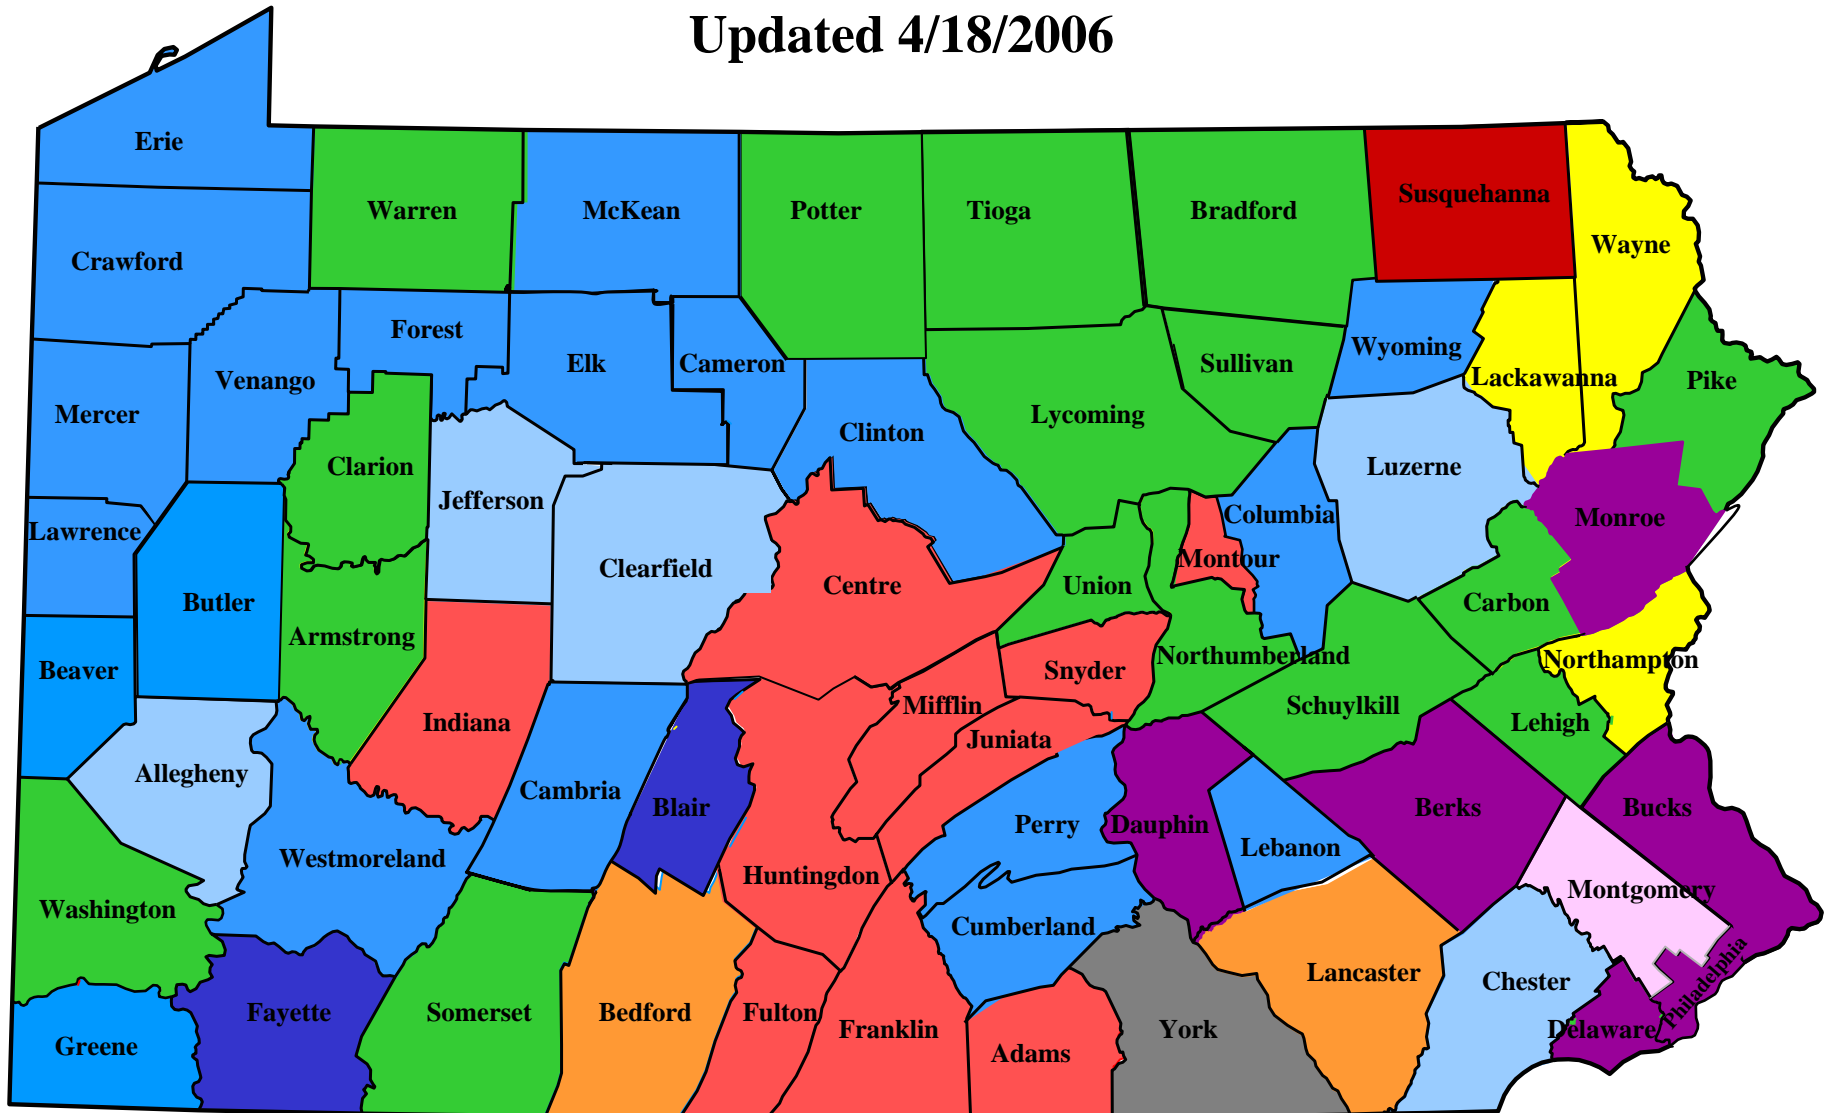 Updated 4/18/2006
Erie
Warren
McKean
Potter
Tioga
Bradford
Susquehanna
Wayne
Crawford
Forest
Elk
Cameron
Sullivan
Wyoming
Lackawanna
Pike
Venango
Mercer
Clinton
Lycoming
Clarion
Jefferson
Luzerne
Lawrence
Columbia
Monroe
Clearfield
Centre
Montour
Union
Butler
Carbon
Armstrong
Beaver
Snyder
Northumberland
Northampton
Indiana
Mifflin
Schuylkill
Lehigh
Juniata
Allegheny
Cambria
Blair
Perry
Dauphin
Berks
Bucks
Westmoreland
Lebanon
Huntingdon
Montgomery
Washington
Cumberland
Lancaster
Chester
Philadelphia
Fayette
Somerset
Bedford
Fulton
Franklin
York
Delaware
Greene
Adams